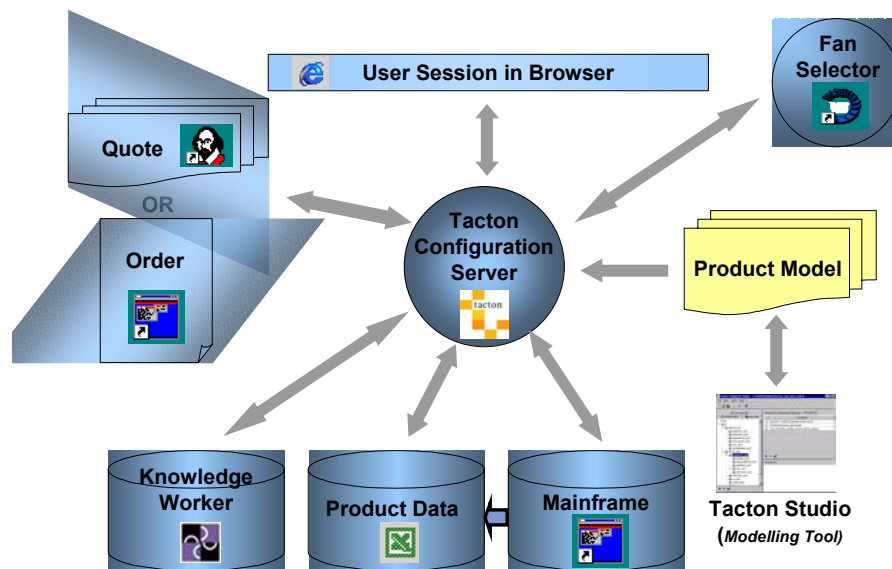 User Session in Browser
Fan
Selector
Quote
OR
Order
Tacton
Configuration
Server
tacton
Product Model
Knowledge
Worker
Product Data
Mainframe
Tacton Studio
(Modelling Tool)